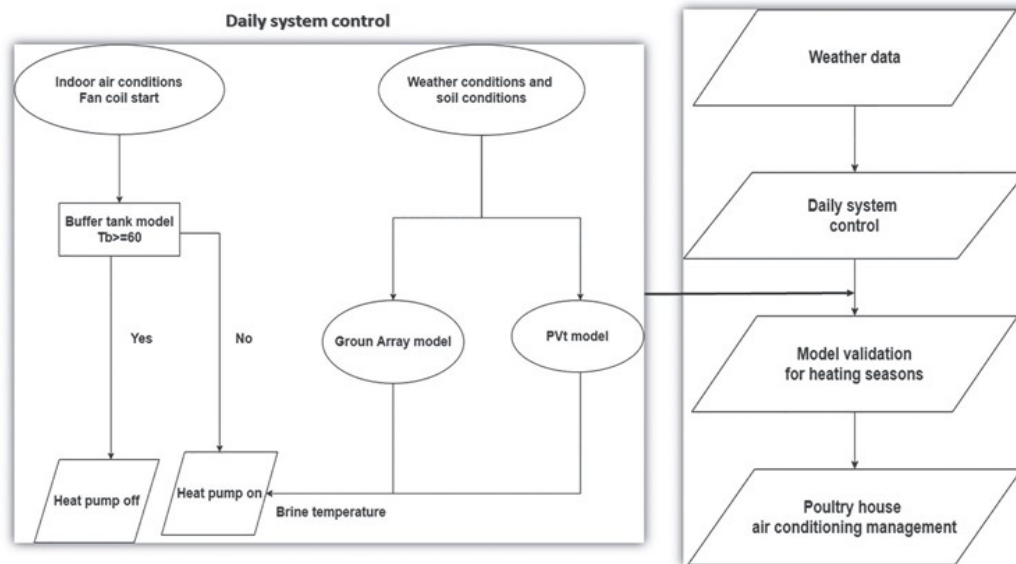 Daily system control
Indoor air conditions
Fan coil start
Weather conditions and
soil conditions
Buffer tank model
Tb>=60
Yes
No
Groun Array model
PVt model
Heat pump off
Heat pump on
Brine temperature
Weather data
Daily system
control
Model validation
for heating seasons
Poultry house
air conditioning management